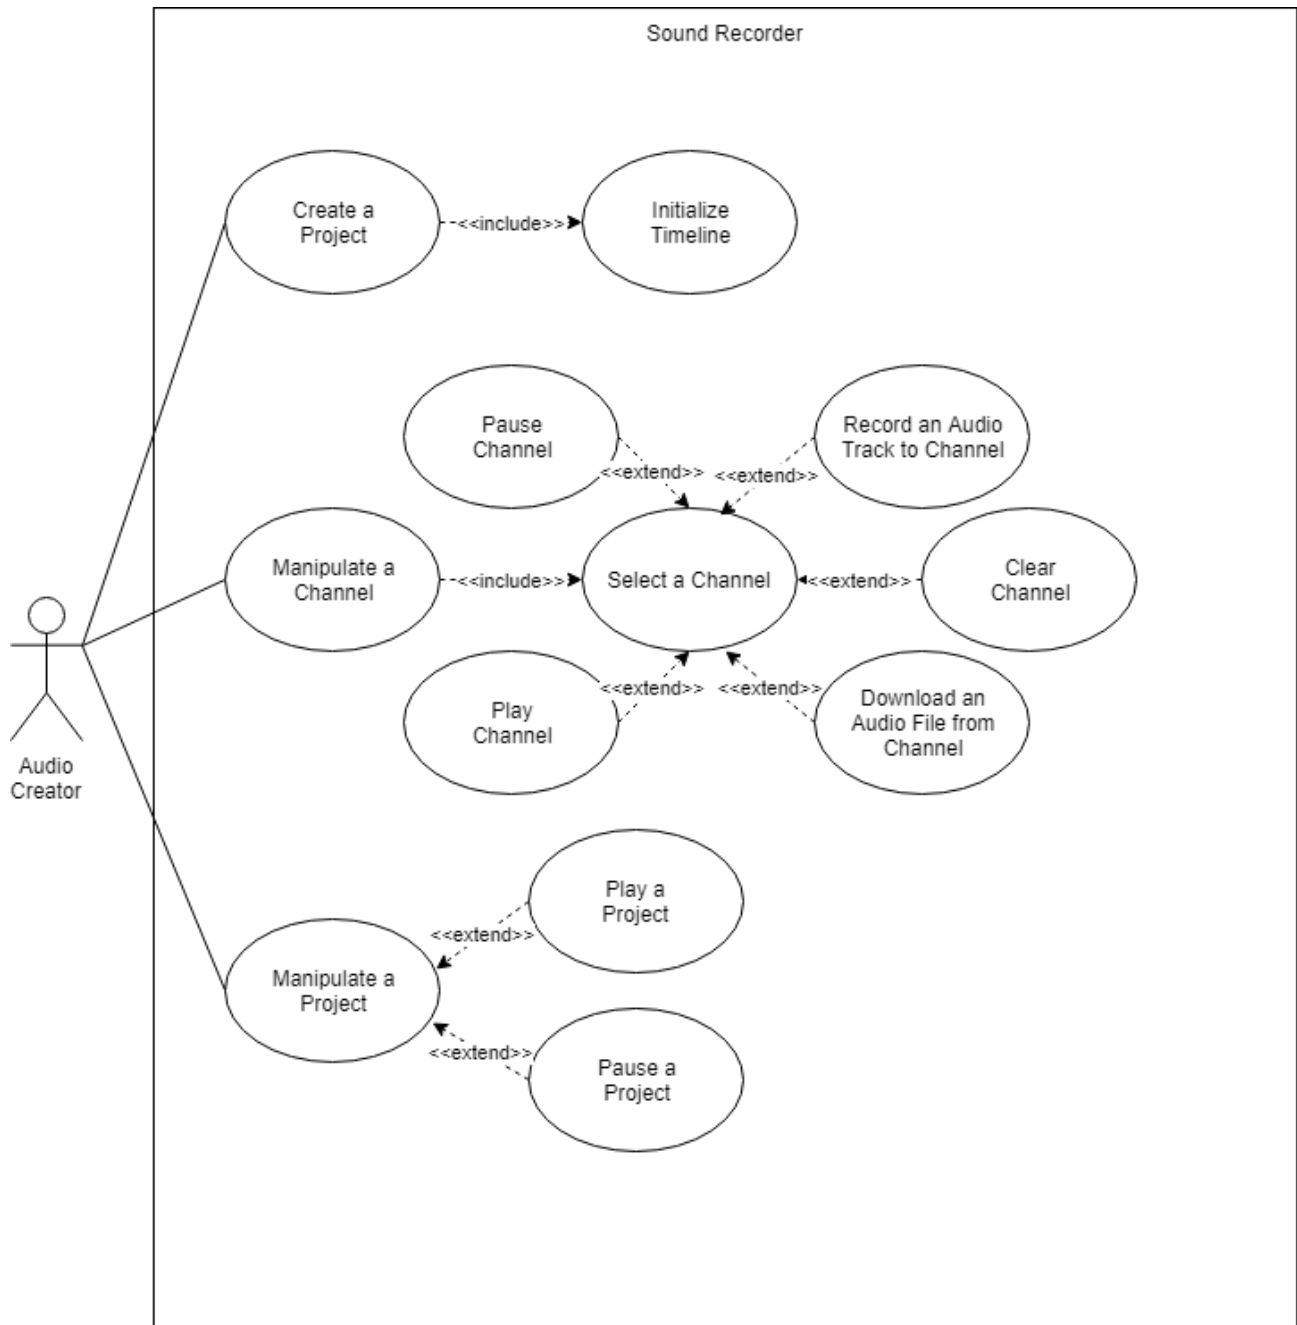 Sound Recorder
Create a
Project
<<include>>
Initialize
Timeline
Pause
Channel
<<extend>>
Record an Audio
Track to Channel
<<extend>>
Manipulate a
Channel
<<include>>
Select a Channel
<<extend>>
Clear
Channel
Play
Channel
<<extend>>
<<extend>>
Download an
Audio File from
Channel
Audio
Creator
Play a
Project
<<extend>>
Manipulate a
Project
<<extend>>
Pause a
Project